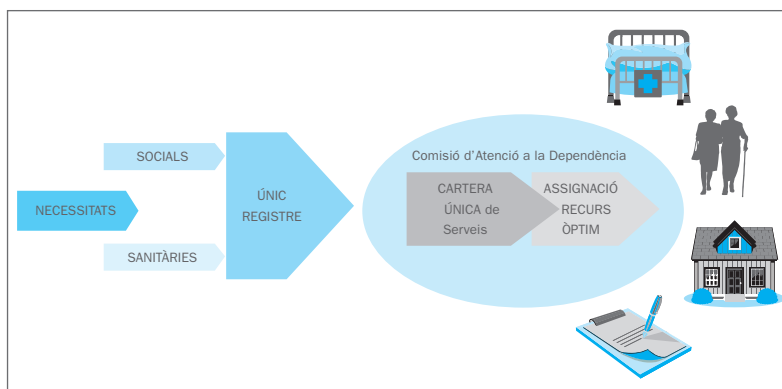 SOCIALS
NECESSITATS
SANITÀRIES
ÚNIC
REGISTRE
Comisió d'Atenció a la Dependència
CARTERA
ÚNICA de
Serveis
ASSIGNACIÓ
RECURS
ÒPTIM